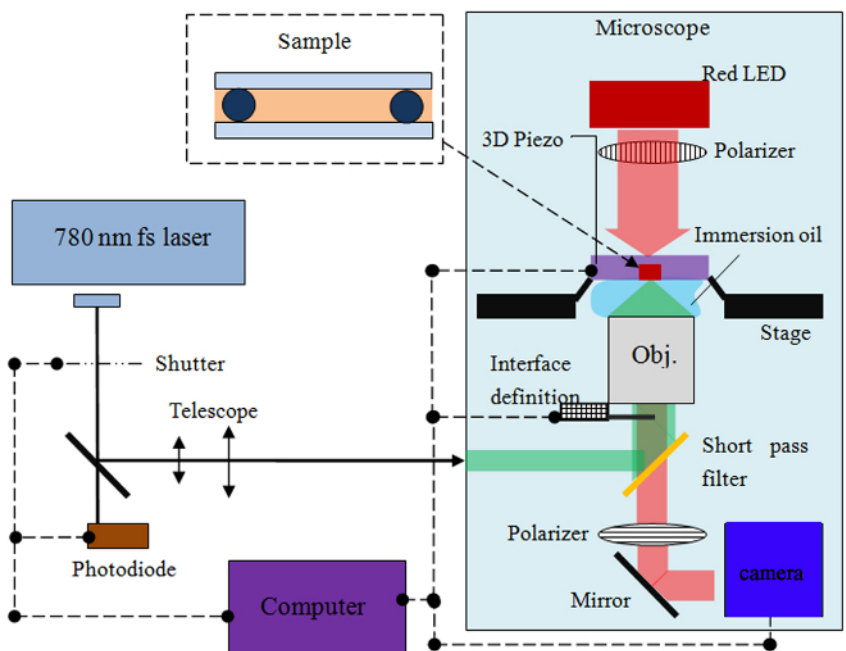 Sample
Microscope
Red LED
3D Piezo
Polarizer
780 nm fs laser
Immersion oil
Stage
Shutter
Obj.
Interface
definition
Telescope
Short pass
filter
Polarizer
Photodiode
Computer
Mirror
camera